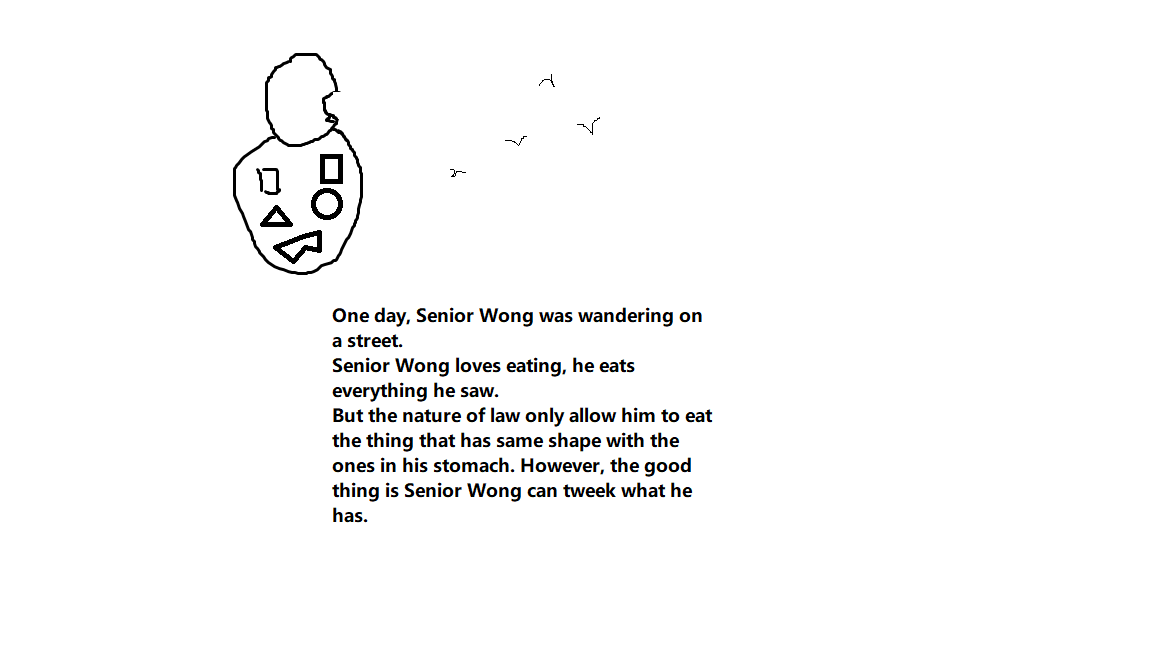 One day, Senior Wong was wandering on
a street.
Senior Wong loves eating, he eats
everything he saw.
But the nature of law only allow him to eat
the thing that has same shape with the
ones in his stomach. However, the good
thing is Senior Wong can tweek what he
has.